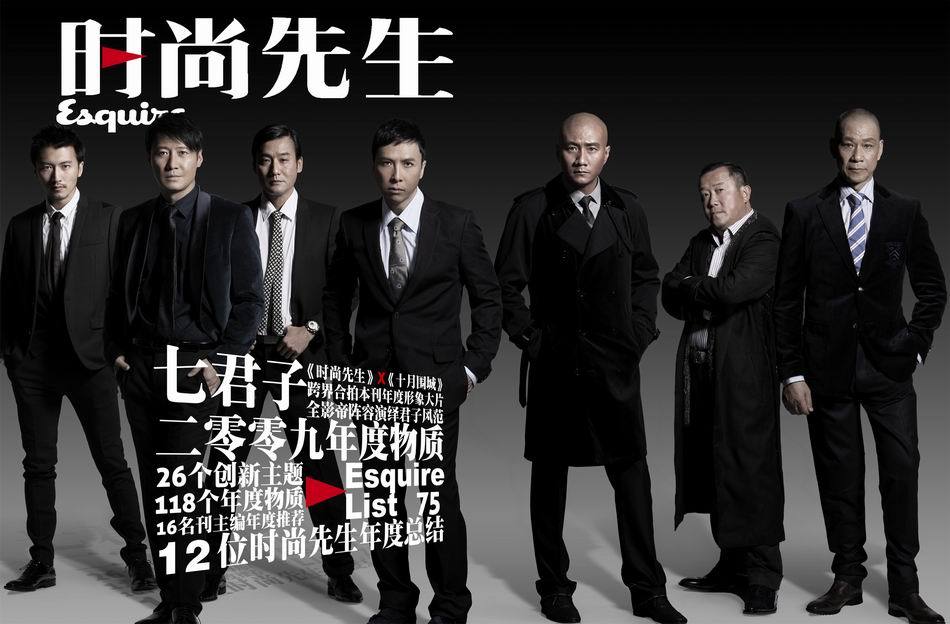 时尚先生
Esquire
七君子
《时尚先生》X《十月围城》
跨界合拍本刊年度形象大片
全影帝阵容演绎君子风范
二零零九年度物质
26个创新主题
118个年度物质
16名刊主编年度推荐
Esquire
List 75
12位时尚先生年度总结